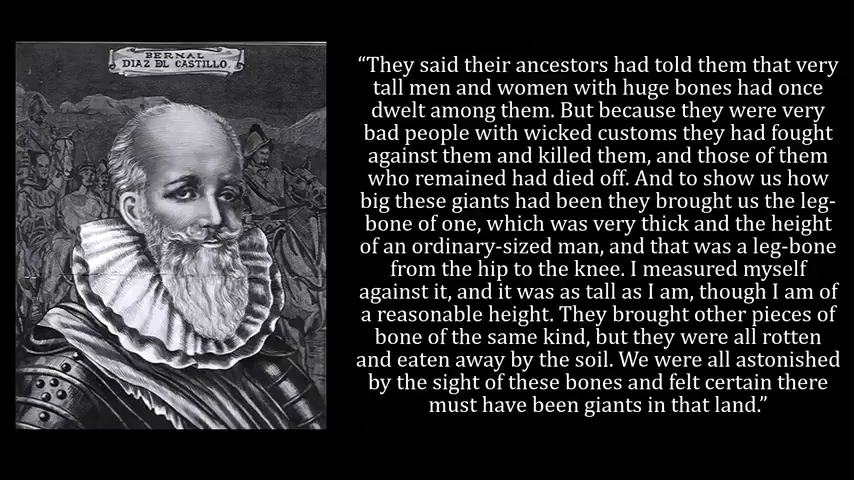 BERNAL
DIAZ DEL CASTILLO.
“They said their ancestors had told them that very
tall men and women with huge bones had once
dwelt among them. But because they were very
bad people with wicked customs they had fought
against them and killed them, and those of them
who remained had died off. And to show us how
big these giants had been they brought us the leg-
bone of one, which was very thick and the height
of an ordinary-sized man, and that was a leg-bone
from the hip to the knee. I measured myself
against it, and it was as tall as I am, though I am of
a reasonable height. They brought other pieces of
bone of the same kind, but they were all rotten
and eaten away by the soil. We were all astonished
by the sight of these bones and felt certain there
must have been giants in that land.”